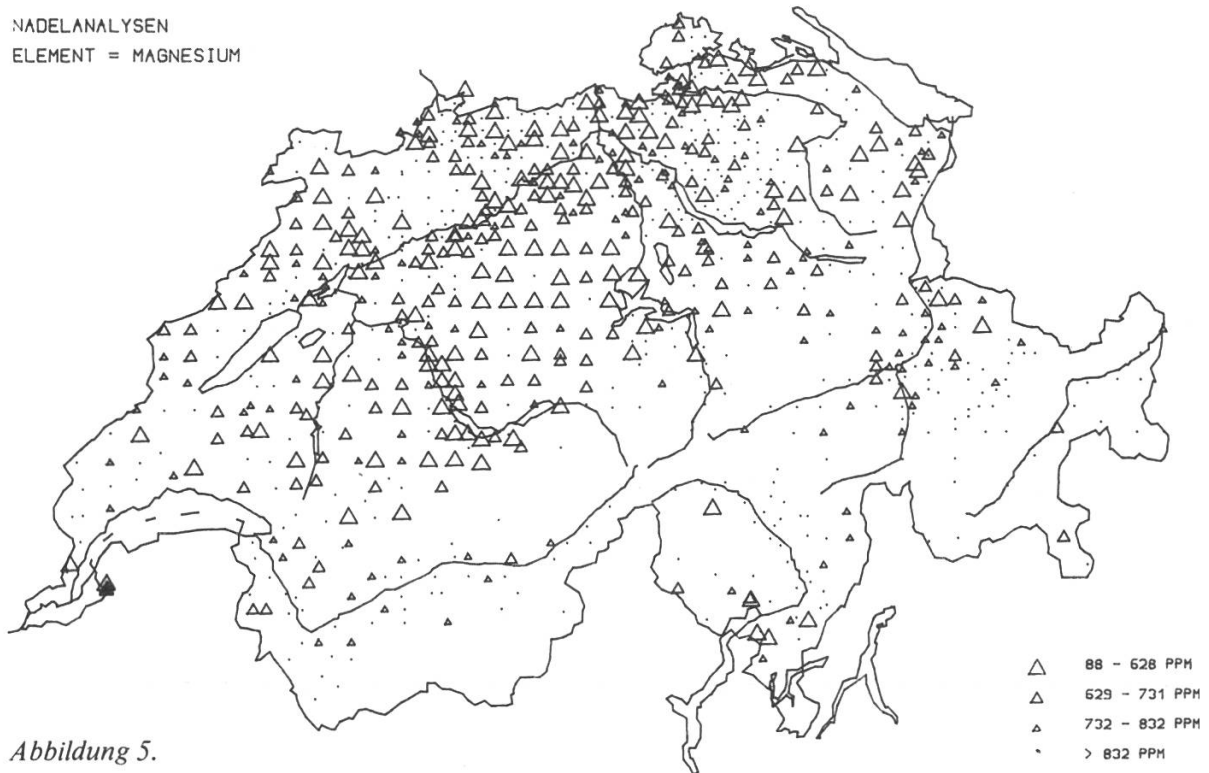 NADELANALYSEN
ELEMENT = MAGNESIUM
88 - 628 PPM
629 - 731 PPM
732 - 832 PPM
> 832 PPM
Abbildung 5.